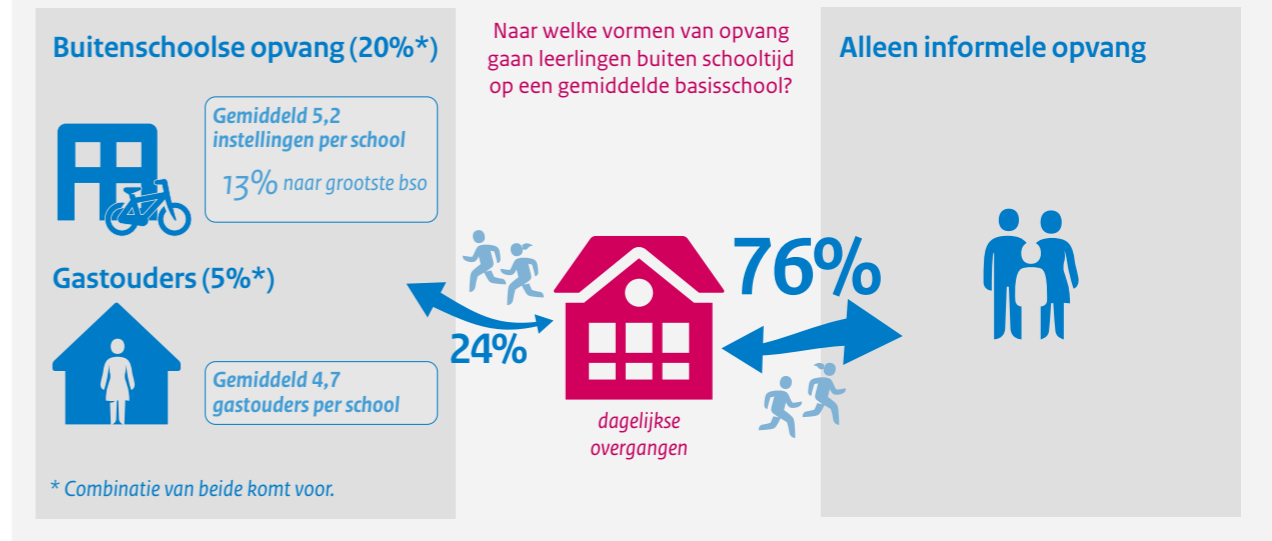 Naar welke vormen van opvang
gaan leerlingen buiten schooltijd
op een gemiddelde basisschool?
Buitenschoolse opvang (20%*)
Gemiddeld 5,2
instellingen per school
13% naar grootste bso
Gastouders (5%*)
Gemiddeld 4,7
gastouders per school
* Combinatie van beide komt voor.
24%
dagelijkse
overgangen
76%
Alleen informele opvang